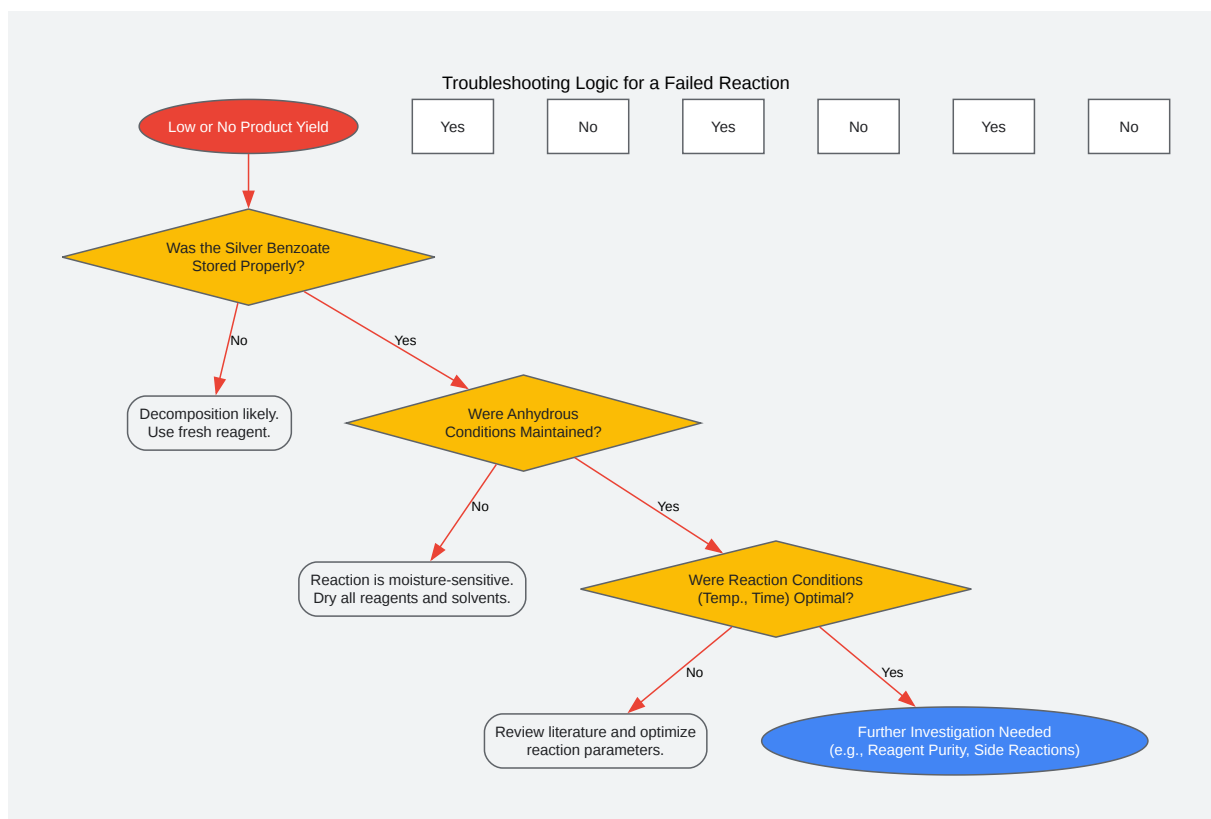 Troubleshooting Logic for a Failed Reaction
Low or No Product Yield
Yes
No
Yes
No
Yes
No
Was the Silver Benzoate
Stored Properly?
No
Yes
Decomposition likely.
Use fresh reagent.
Were Anhydrous
Conditions Maintained?
No
Yes
Reaction is moisture-sensitive.
Dry all reagents and solvents.
Were Reaction Conditions
(Temp., Time) Optimal?
No
Yes
Review literature and optimize
reaction parameters.
Further Investigation Needed
(e.g., Reagent Purity, Side Reactions)